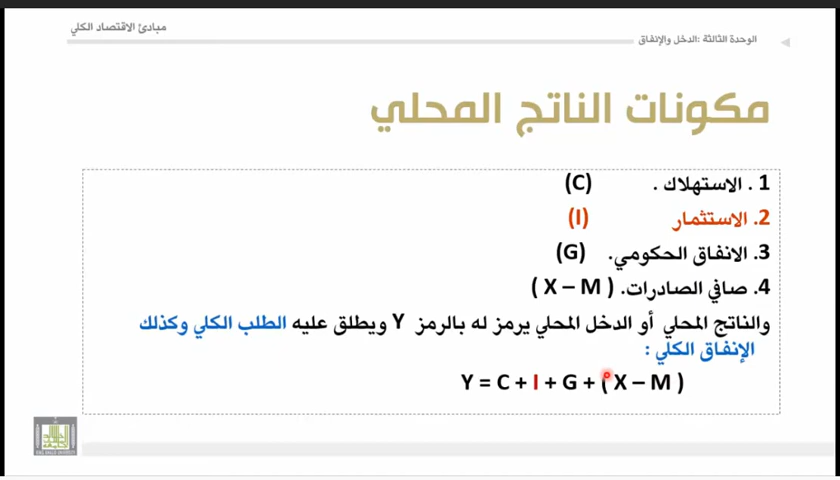 مبادئ الاقتصاد الكلي
الوحدة الثالثة :الدخل والإنفاق
مكونات الناتج المحلي
1 . الاستهلاك . (C)
2. الاستثمار (I)
3. الانفاق الحكومي. (G)
4. صافي الصادرات. ( X – M )
والناتج المحلي أو الدخل المحلي يرمز له بالرمز Y ويطلق عليه الطلب الكلي وكذلك
الإنفاق الكلي :
Y = C + I + G + ( X – M )